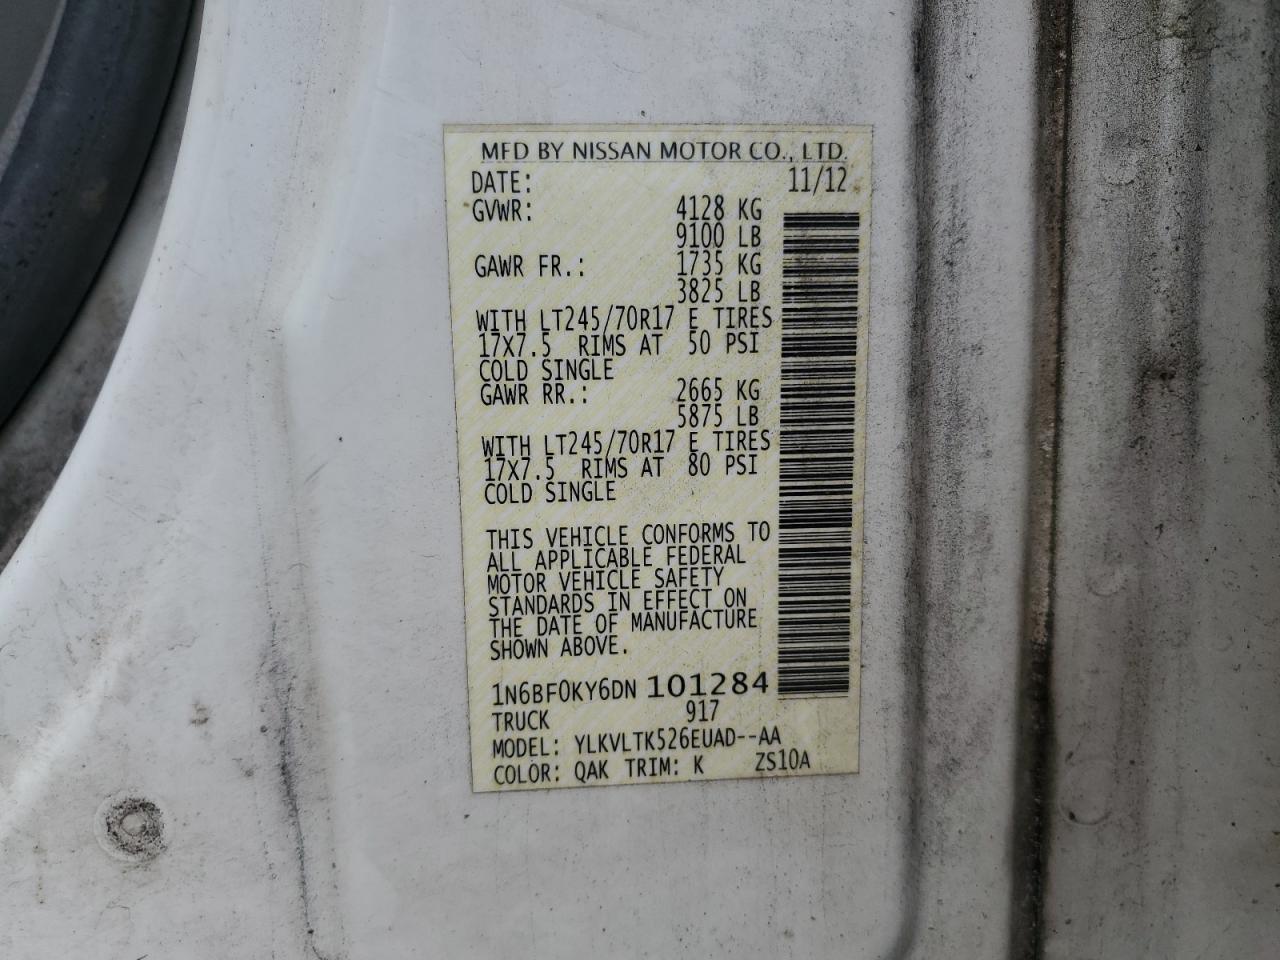 MFD BY NISSAN MOTOR CO., LTD.
DATE: 11/12
GVWR: 4128 KG
9100 LB
GAWR FR.: 1735 KG
3825 LB
WITH LT245/70R17 E TIRES
17X7.5 RIMS AT 50 PSI
COLD SINGLE
GAWR RR.: 2665 KG
5875 LB
WITH LT245/70R17 E TIRES
17X7.5 RIMS AT 80 PSI
COLD SINGLE
THIS VEHICLE CONFORMS TO
ALL APPLICABLE FEDERAL
MOTOR VEHICLE SAFETY
STANDARDS IN EFFECT ON
THE DATE OF MANUFACTURE
SHOWN ABOVE.
1N6BF0KY6DN 101284
TRUCK 917
MODEL: YLKVLTK526EUAD--AA
COLOR: QAK TRIM: K ZS10A